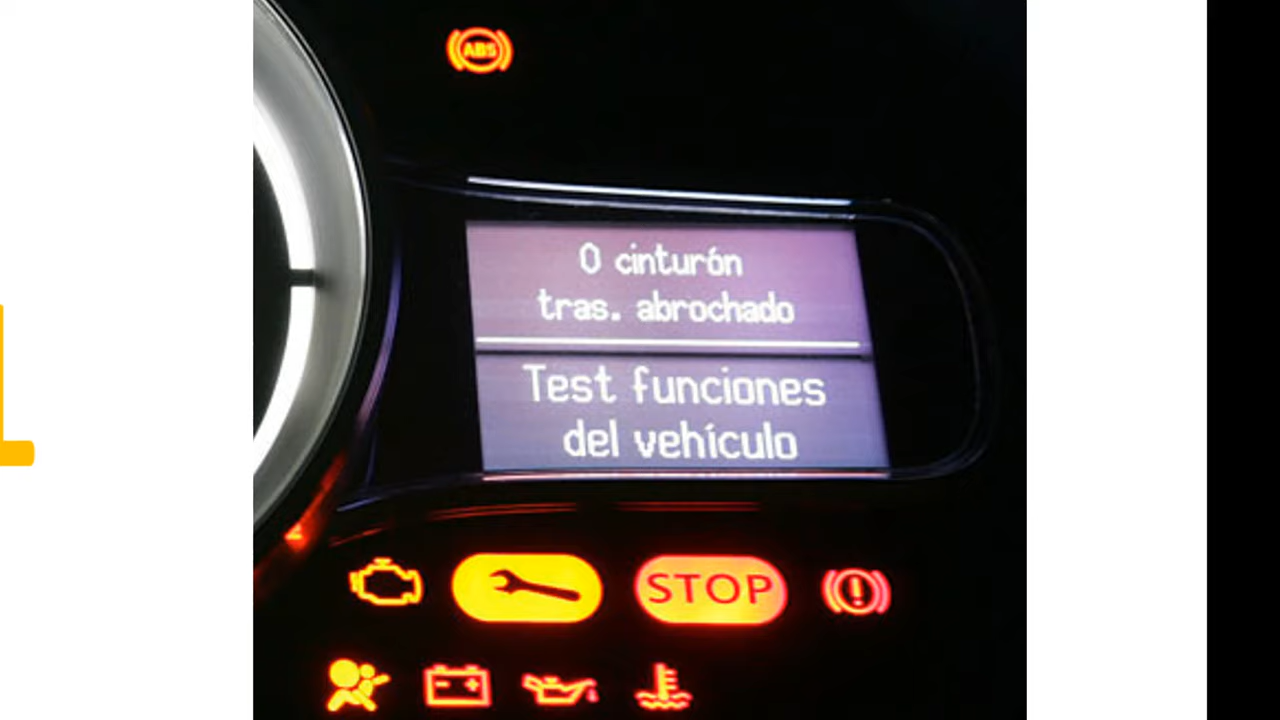 ABS
0 cinturón
tras. abrochado
Test funciones
del vehículo
STOP